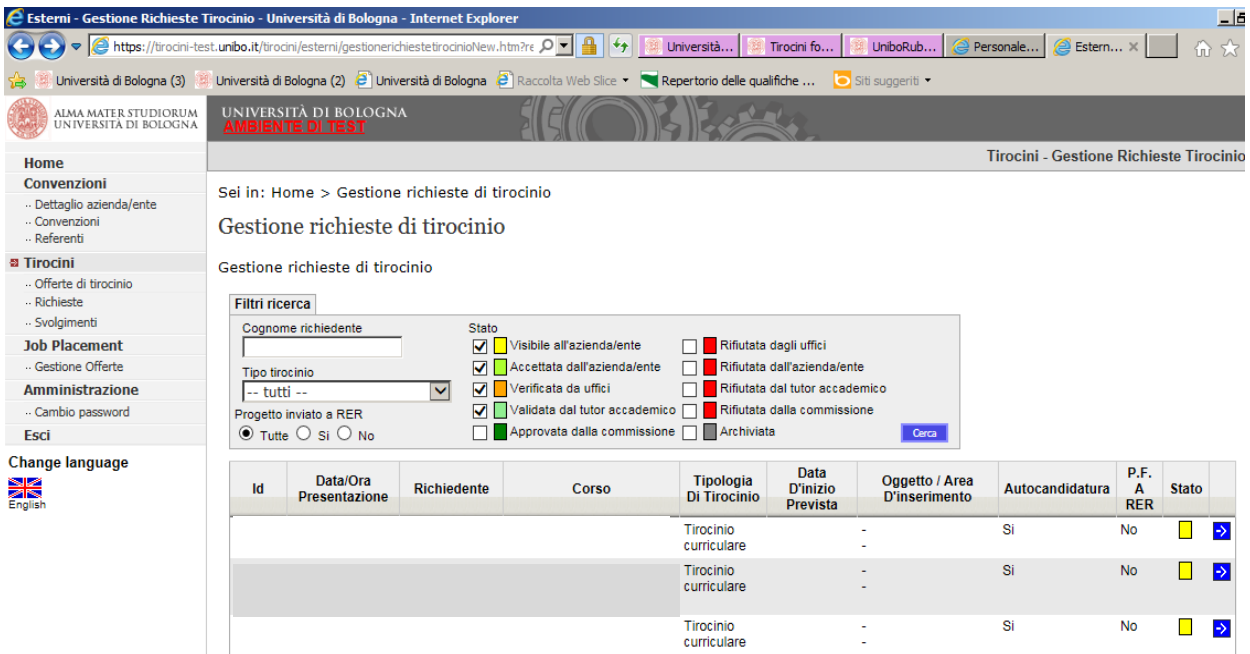 Esterni - Gestione Richieste Tirocinio - Università di Bologna - Internet Explorer
https://tirocini-test.unibo.it/tirocini/esterni/gestionerichiestetirocinioNew.htm?re
Università...
Tirocini fo...
UniboRub...
Personale...
Estern...
Università di Bologna (3)
Università di Bologna (2)
Università di Bologna
Raccolta Web Slice
Repertorio delle qualifiche ...
Siti suggeriti
ALMA MATER STUDIORUM
UNIVERSITÀ DI BOLOGNA
UNIVERSITÀ DI BOLOGNA
AMBIENTE DI TEST
Tirocini - Gestione Richieste Tirocinio
Home
Convenzioni
Dettaglio azienda/ente
Convenzioni
Referenti
Tirocini
Offerte di tirocinio
Richieste
Svolgimenti
Job Placement
Gestione Offerte
Amministrazione
Cambio password
Esci
Change language
English
Sei in: Home > Gestione richieste di tirocinio
Gestione richieste di tirocinio
Gestione richieste di tirocinio
Filtri ricerca
Cognome richiedente
Tipo tirocinio
-- tutti --
Progetto inviato a RER
Tutte Si No
Stato
Visibile all'azienda/ente
Accettata dall'azienda/ente
Verificata da uffici
Validata dal tutor accademico
Approvata dalla commissione
Rifiutata dagli uffici
Rifiutata dall'azienda/ente
Rifiutata dal tutor accademico
Rifiutata dalla commissione
Archiviata
Cerca
Id
Data/Ora
Presentazione
Richiedente
Corso
Tipologia
Di Tirocinio
Data
D'inizio
Prevista
Oggetto / Area
D'inserimento
Autocandidatura
P.F.
A
RER
Stato
Tirocinio
curriculare
-
-
Si
No
Tirocinio
curriculare
-
-
Si
No
Tirocinio
curriculare
-
-
Si
No